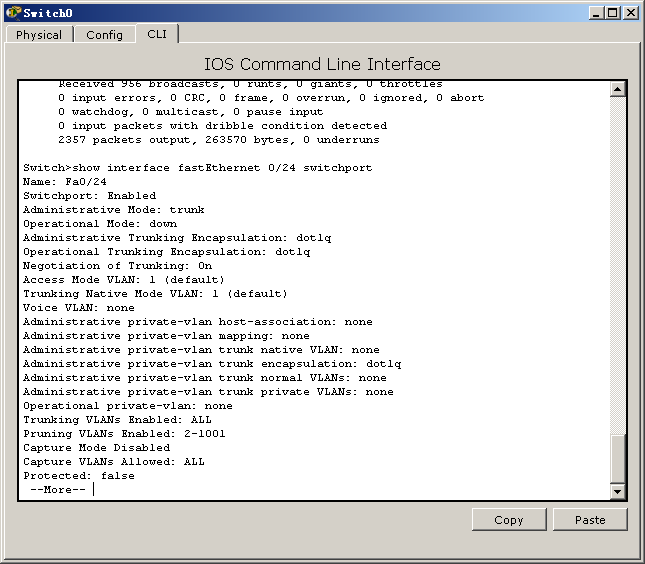 Switch0
Physical Config CLI
IOS Command Line Interface
Received 956 broadcasts, 0 runts, 0 giants, 0 throttles
0 input errors, 0 CRC, 0 frame, 0 overrun, 0 ignored, 0 abort
0 watchdog, 0 multicast, 0 pause input
0 input packets with dribble condition detected
2357 packets output, 263570 bytes, 0 underruns
Switch>show interface fastEthernet 0/24 switchport
Name: Fa0/24
Switchport: Enabled
Administrative Mode: trunk
Operational Mode: down
Administrative Trunking Encapsulation: dot1q
Operational Trunking Encapsulation: dot1q
Negotiation of Trunking: On
Access Mode VLAN: 1 (default)
Trunking Native Mode VLAN: 1 (default)
Voice VLAN: none
Administrative private-vlan host-association: none
Administrative private-vlan mapping: none
Administrative private-vlan trunk native VLAN: none
Administrative private-vlan trunk encapsulation: dot1q
Administrative private-vlan trunk normal VLANs: none
Administrative private-vlan trunk private VLANs: none
Operational private-vlan: none
Trunking VLANs Enabled: ALL
Pruning VLANs Enabled: 2-1001
Capture Mode Disabled
Capture VLANs Allowed: ALL
Protected: false
--More--
Copy Paste